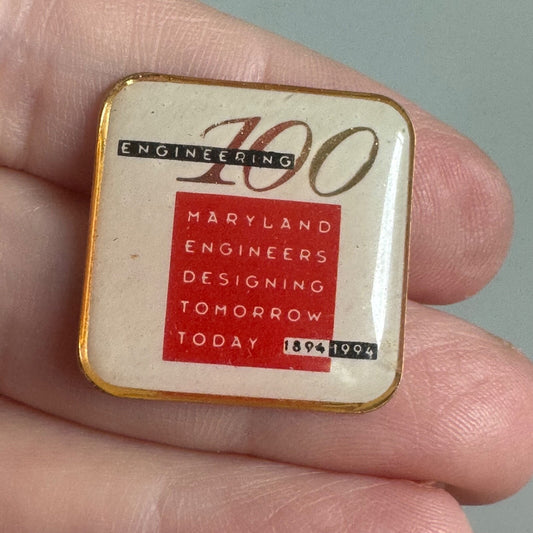 100
ENGINEERING
MARYLAND
ENGINEERS
DESIGNING
TOMORROW
TODAY
1894 1994